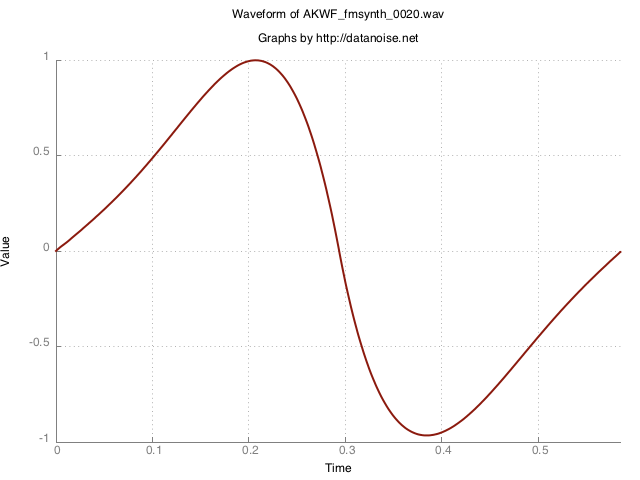 Waveform of AKWF_fmsynth_0020.wav
Graphs by http://datanoise.net
1
0.5
0
-0.5
-1
Value
0 0.1 0.2 0.3 0.4 0.5
Time